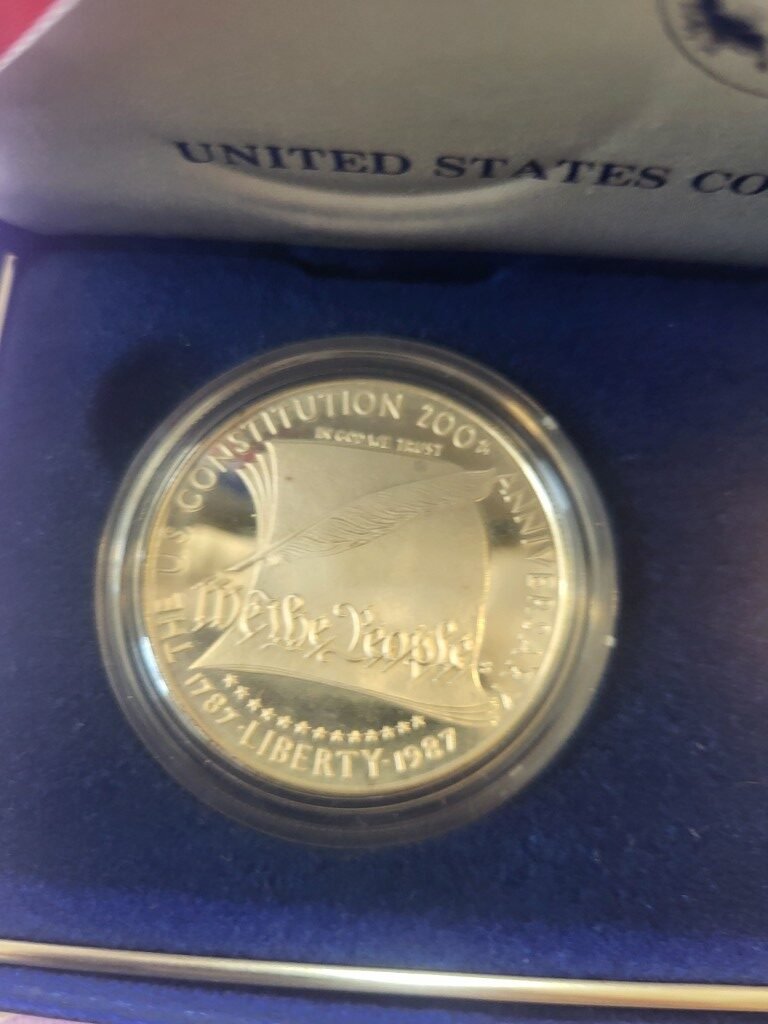 UNITED STATES CO
THE U.S. CONSTITUTION 200th ANNIVERSARY
IN GOD WE TRUST
We the People
1787 · LIBERTY · 1987